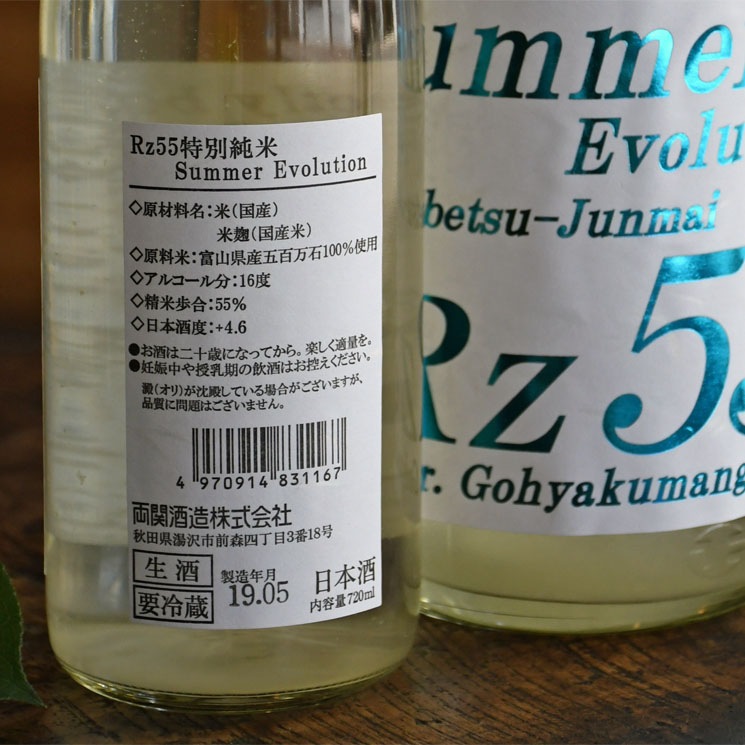 Rz55特別純米
Summer Evolution
◇原材料名:米(国産)
米麹(国産米)
◇原料米:富山県産五百万石100%使用
◇アルコール分:16度
◇精米歩合:55%
◇日本酒度:+4.6
●お酒は二十歳になってから。楽しく適量を。
●妊娠中や授乳期の飲酒はお控えください。
澱(オリ)が沈殿している場合がございますが、
品質に問題はございません。
4 970914 831167
両関酒造株式会社
秋田県湯沢市前森四丁目3番18号
生酒
要冷蔵
製造年月
19.05
日本酒
内容量720ml
ummer
Evolu
betsu-Junmai
Rz 55
r. Gohyakumang